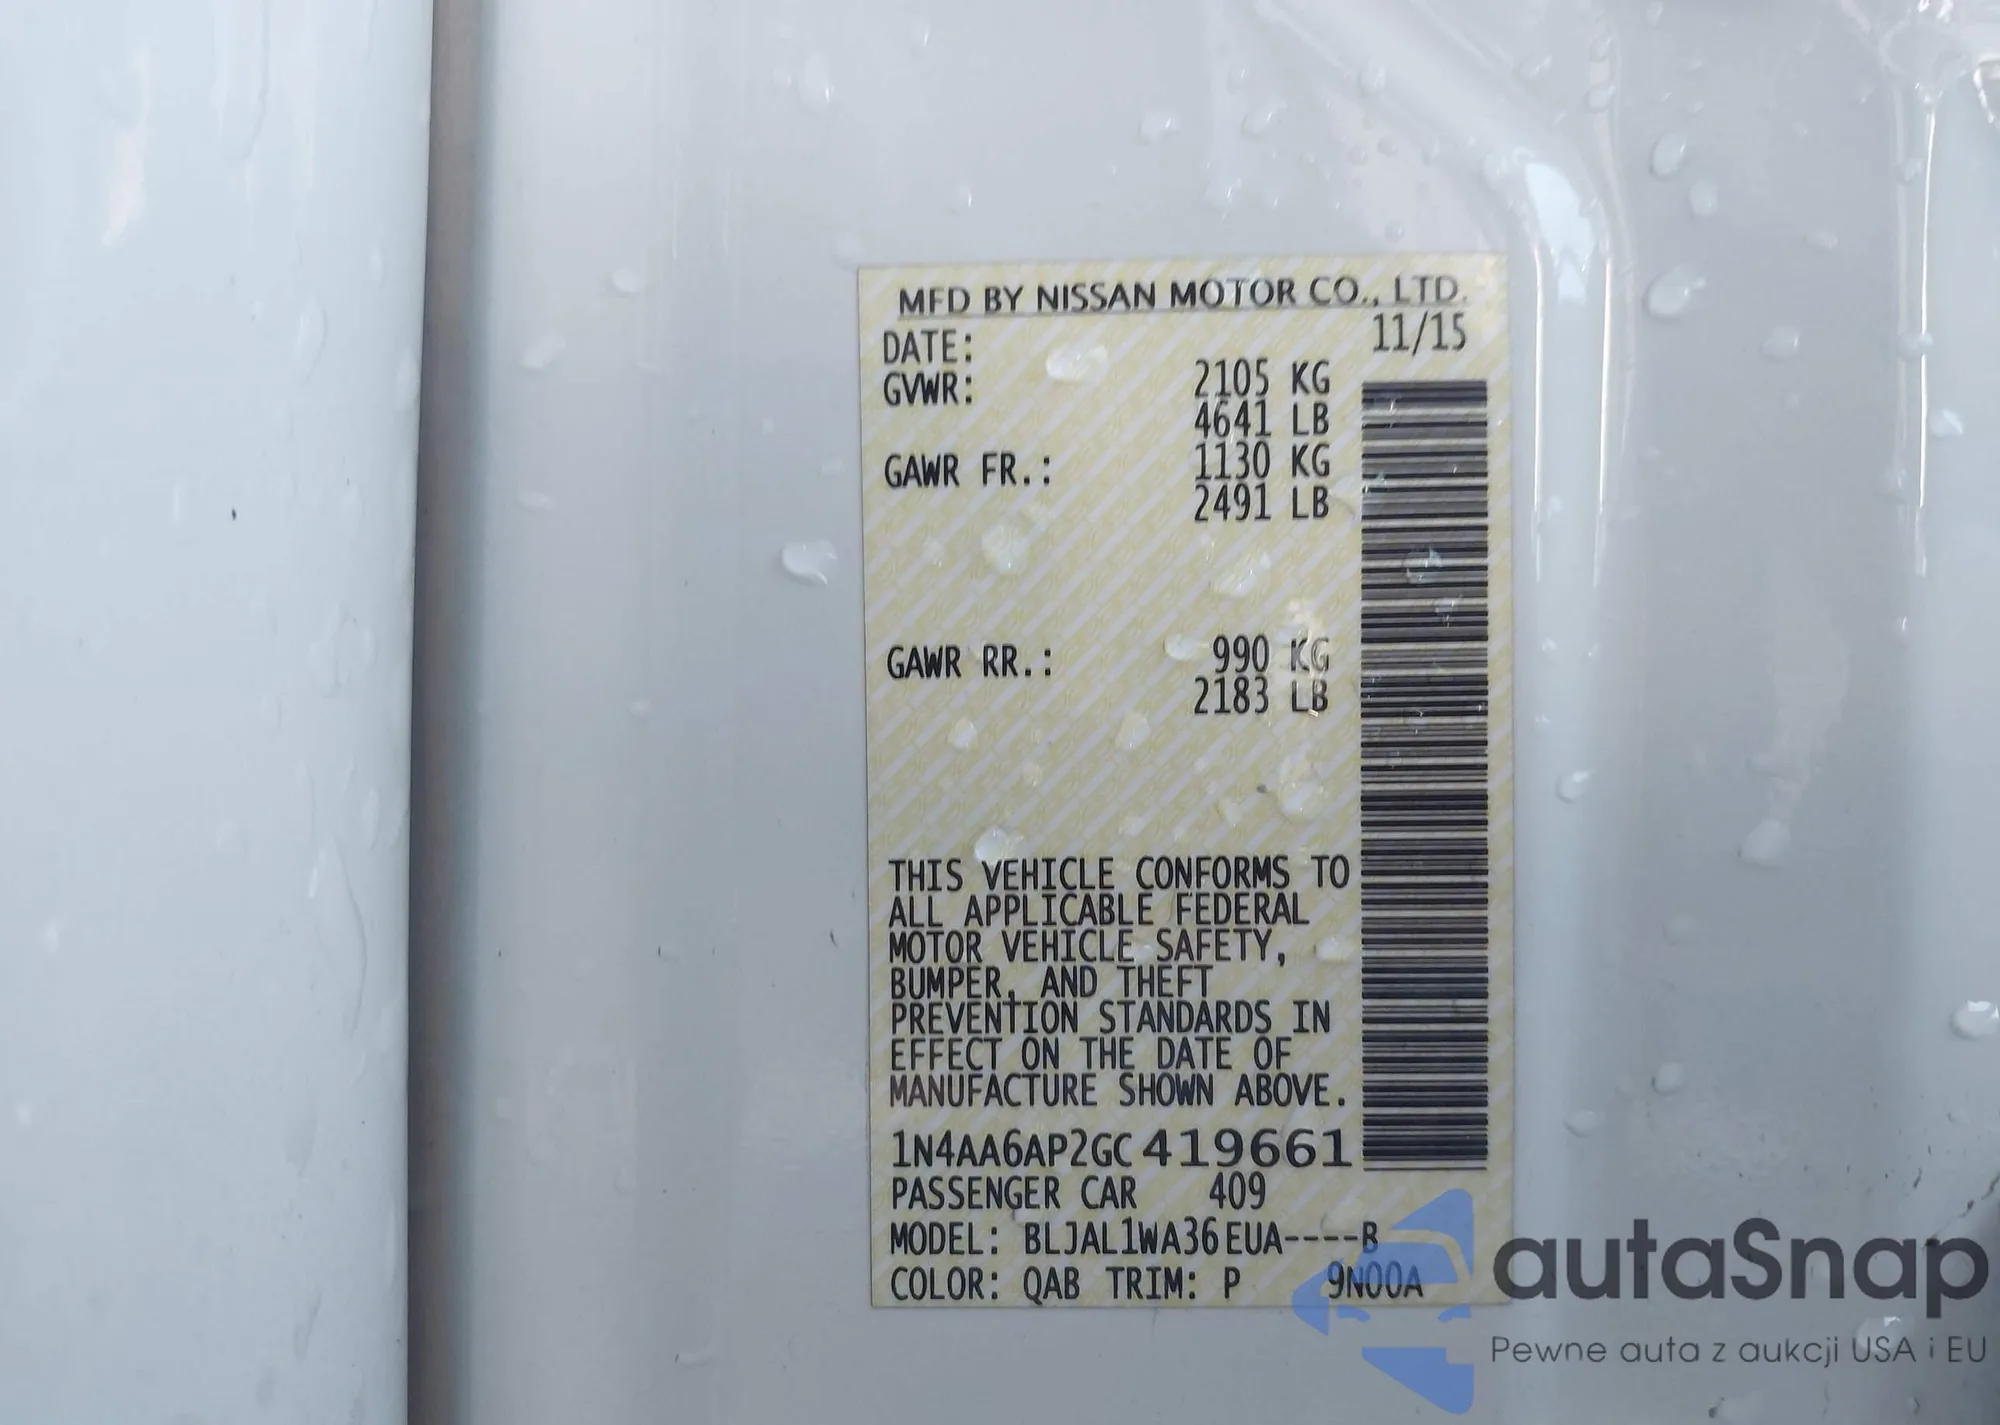 MFD BY NISSAN MOTOR CO., LTD.
DATE: 11/15
GVWR: 2105 KG
4641 LB
GAWR FR.: 1130 KG
2491 LB
GAWR RR.: 990 KG
2183 LB
THIS VEHICLE CONFORMS TO
ALL APPLICABLE FEDERAL
MOTOR VEHICLE SAFETY,
BUMPER, AND THEFT
PREVENTION STANDARDS IN
EFFECT ON THE DATE OF
MANUFACTURE SHOWN ABOVE.
1N4AA6AP2GC419661
PASSENGER CAR 409
MODEL: BLJAL1WA36EUA----B
COLOR: QAB TRIM: P 9N00A
autaSnap
Pewne auta z aukcji USA i EU